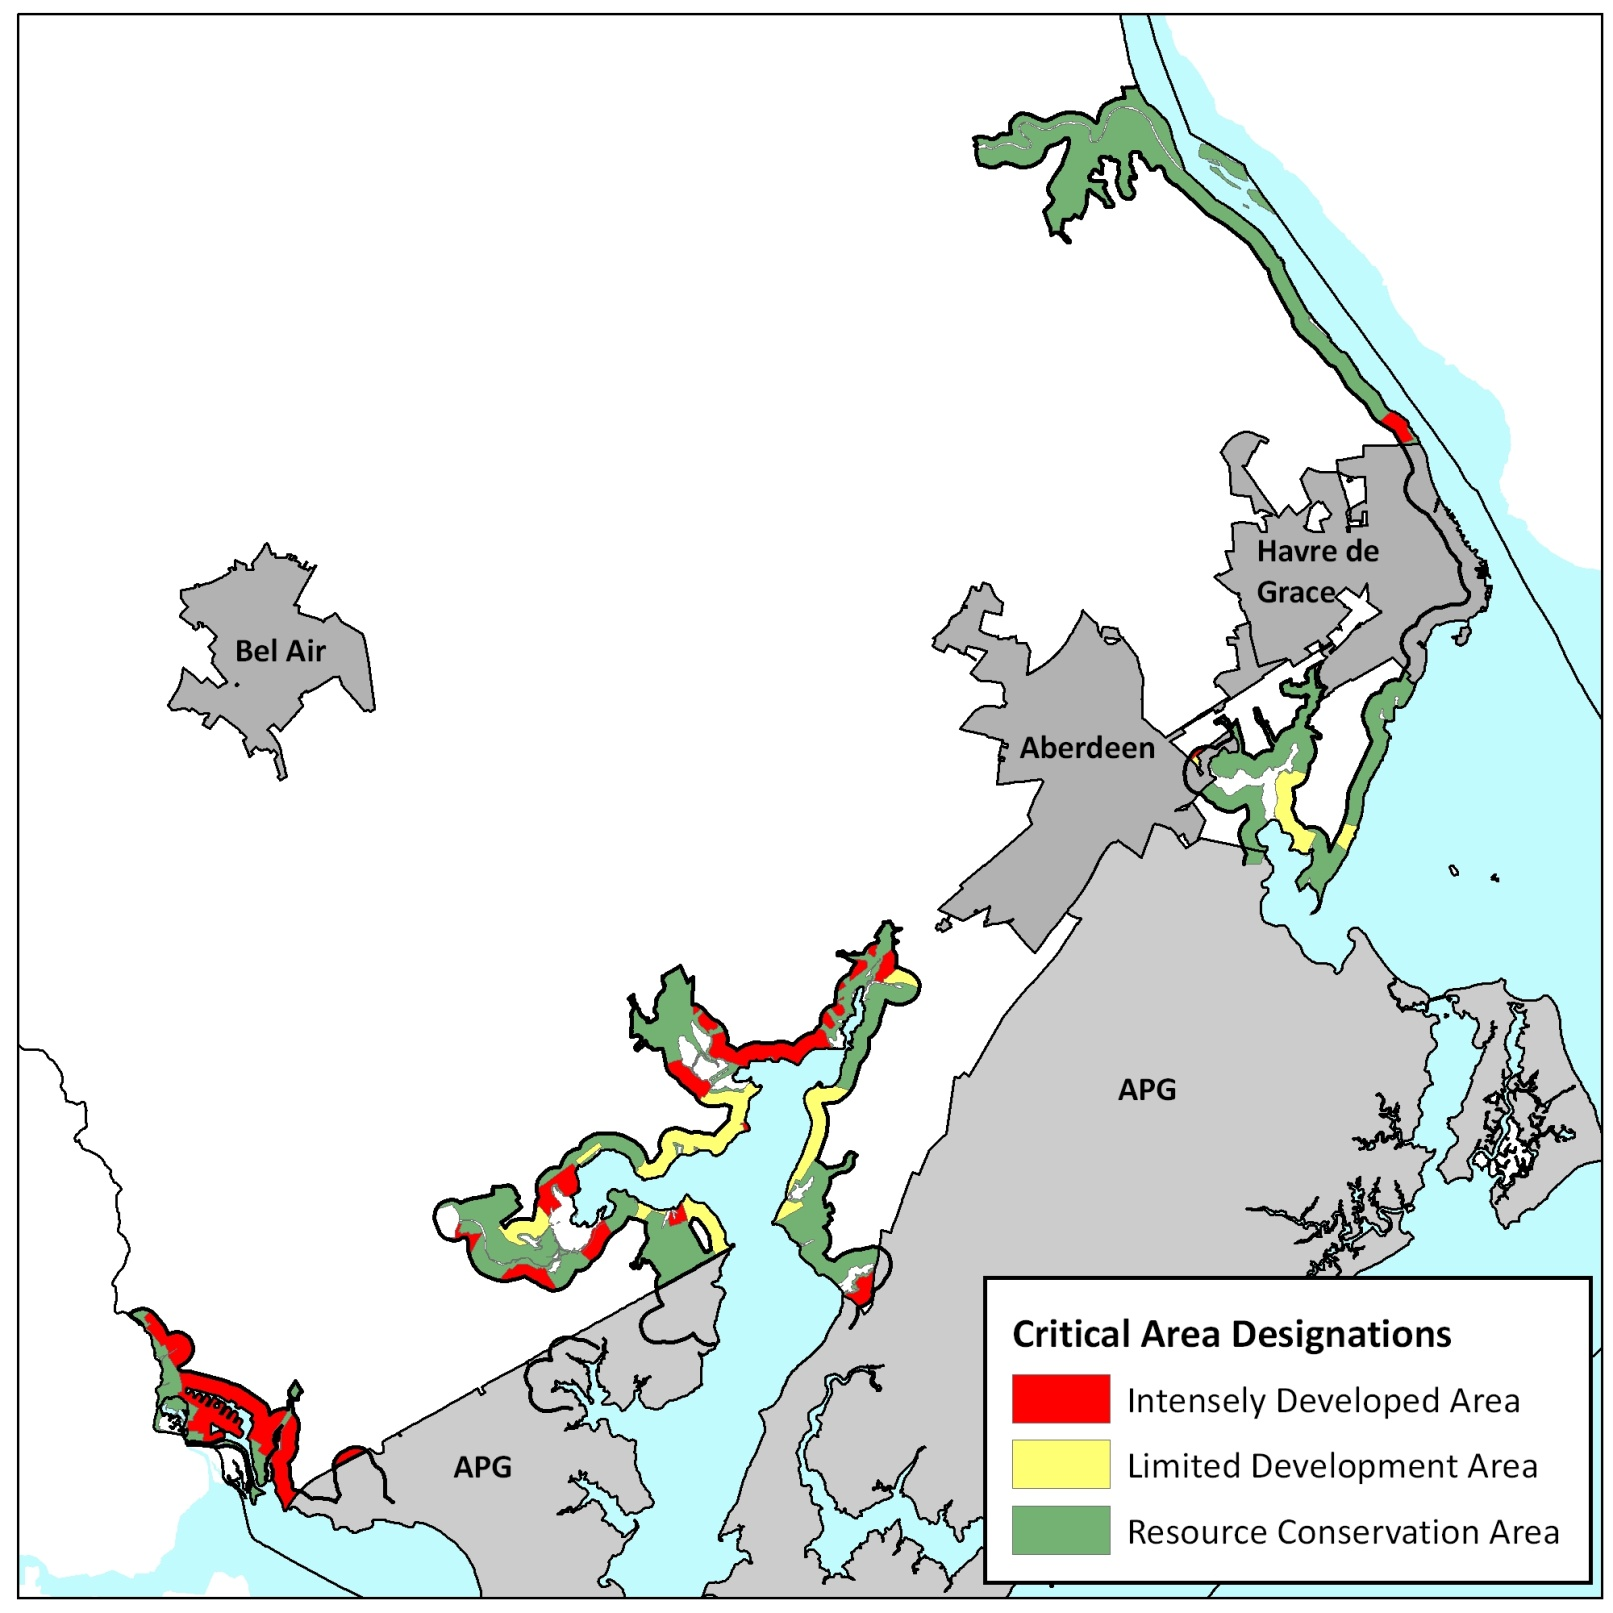 Havre de
Grace
Bel Air
Aberdeen
APG
APG
Critical Area Designations
Intensely Developed Area
Limited Development Area
Resource Conservation Area